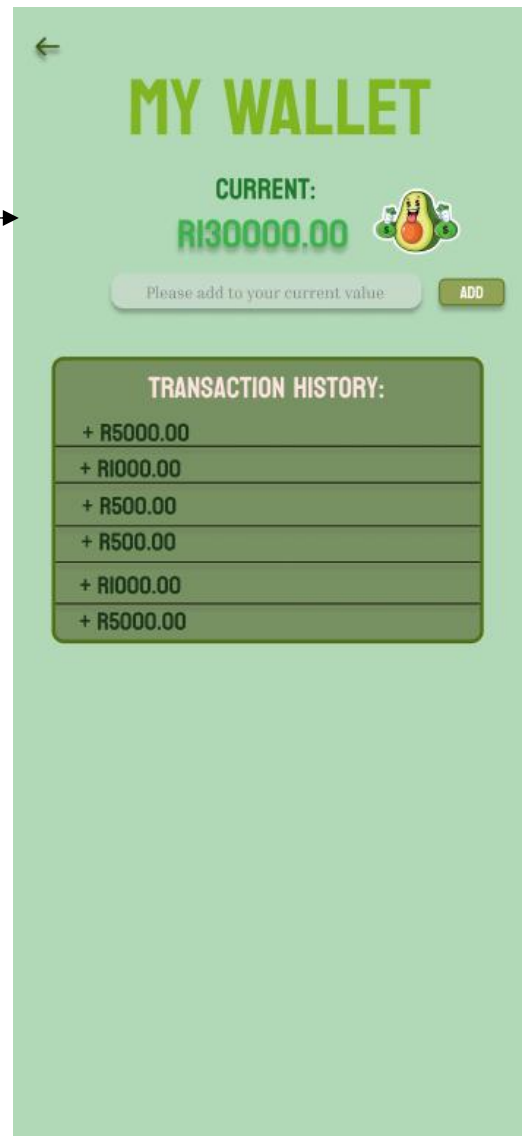 MY WALLET
CURRENT:
R130000.00
Please add to your current value
ADD
TRANSACTION HISTORY:
+ R5000.00
+ R1000.00
+ R500.00
+ R500.00
+ R1000.00
+ R5000.00